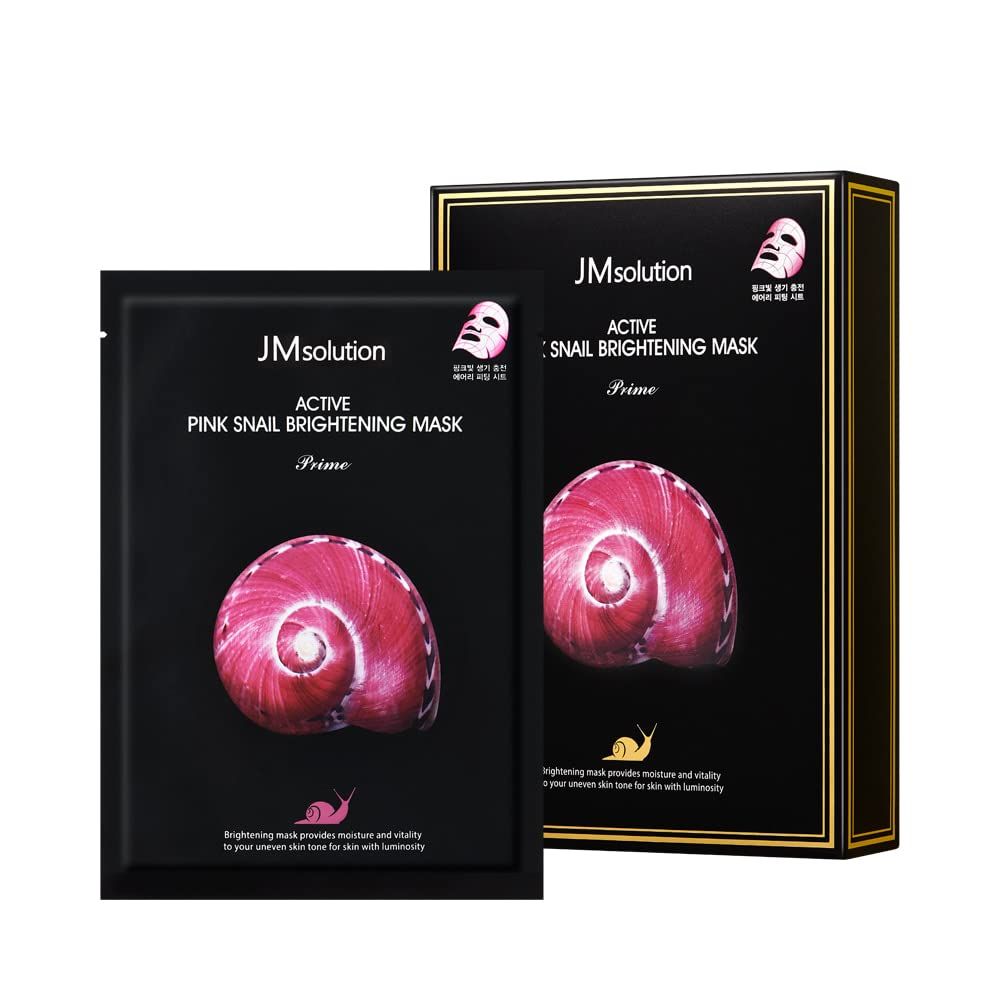 JMsolution
핑크빛 생기 충전
에어리 피팅 시트
ACTIVE
PINK SNAIL BRIGHTENING MASK
Prime
Brightening mask provides moisture and vitality
to your uneven skin tone for skin with luminosity
JMsolution
핑크빛 생기 충전
에어리 피팅 시트
ACTIVE
K SNAIL BRIGHTENING MASK
Prime
Brightening mask provides moisture and vitality
to your uneven skin tone for skin with luminosity